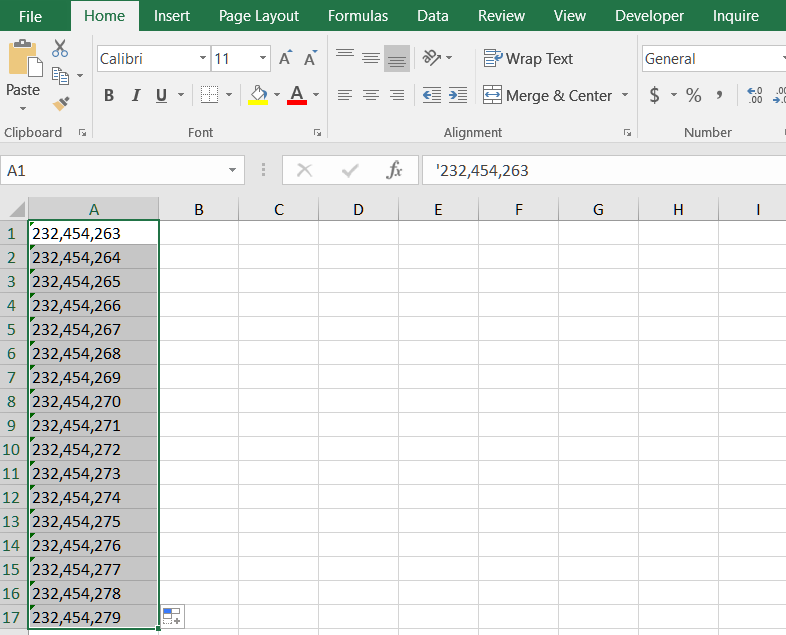 File Home Insert Page Layout Formulas Data Review View Developer Inquire
Calibri 11 A A Wrap Text General
Paste B I U A Merge & Center $ % , .00
Clipboard Font Alignment Number
A1 fx '232,454,263
A B C D E F G H I
1 232,454,263
2 232,454,264
3 232,454,265
4 232,454,266
5 232,454,267
6 232,454,268
7 232,454,269
8 232,454,270
9 232,454,271
10 232,454,272
11 232,454,273
12 232,454,274
13 232,454,275
14 232,454,276
15 232,454,277
16 232,454,278
17 232,454,279